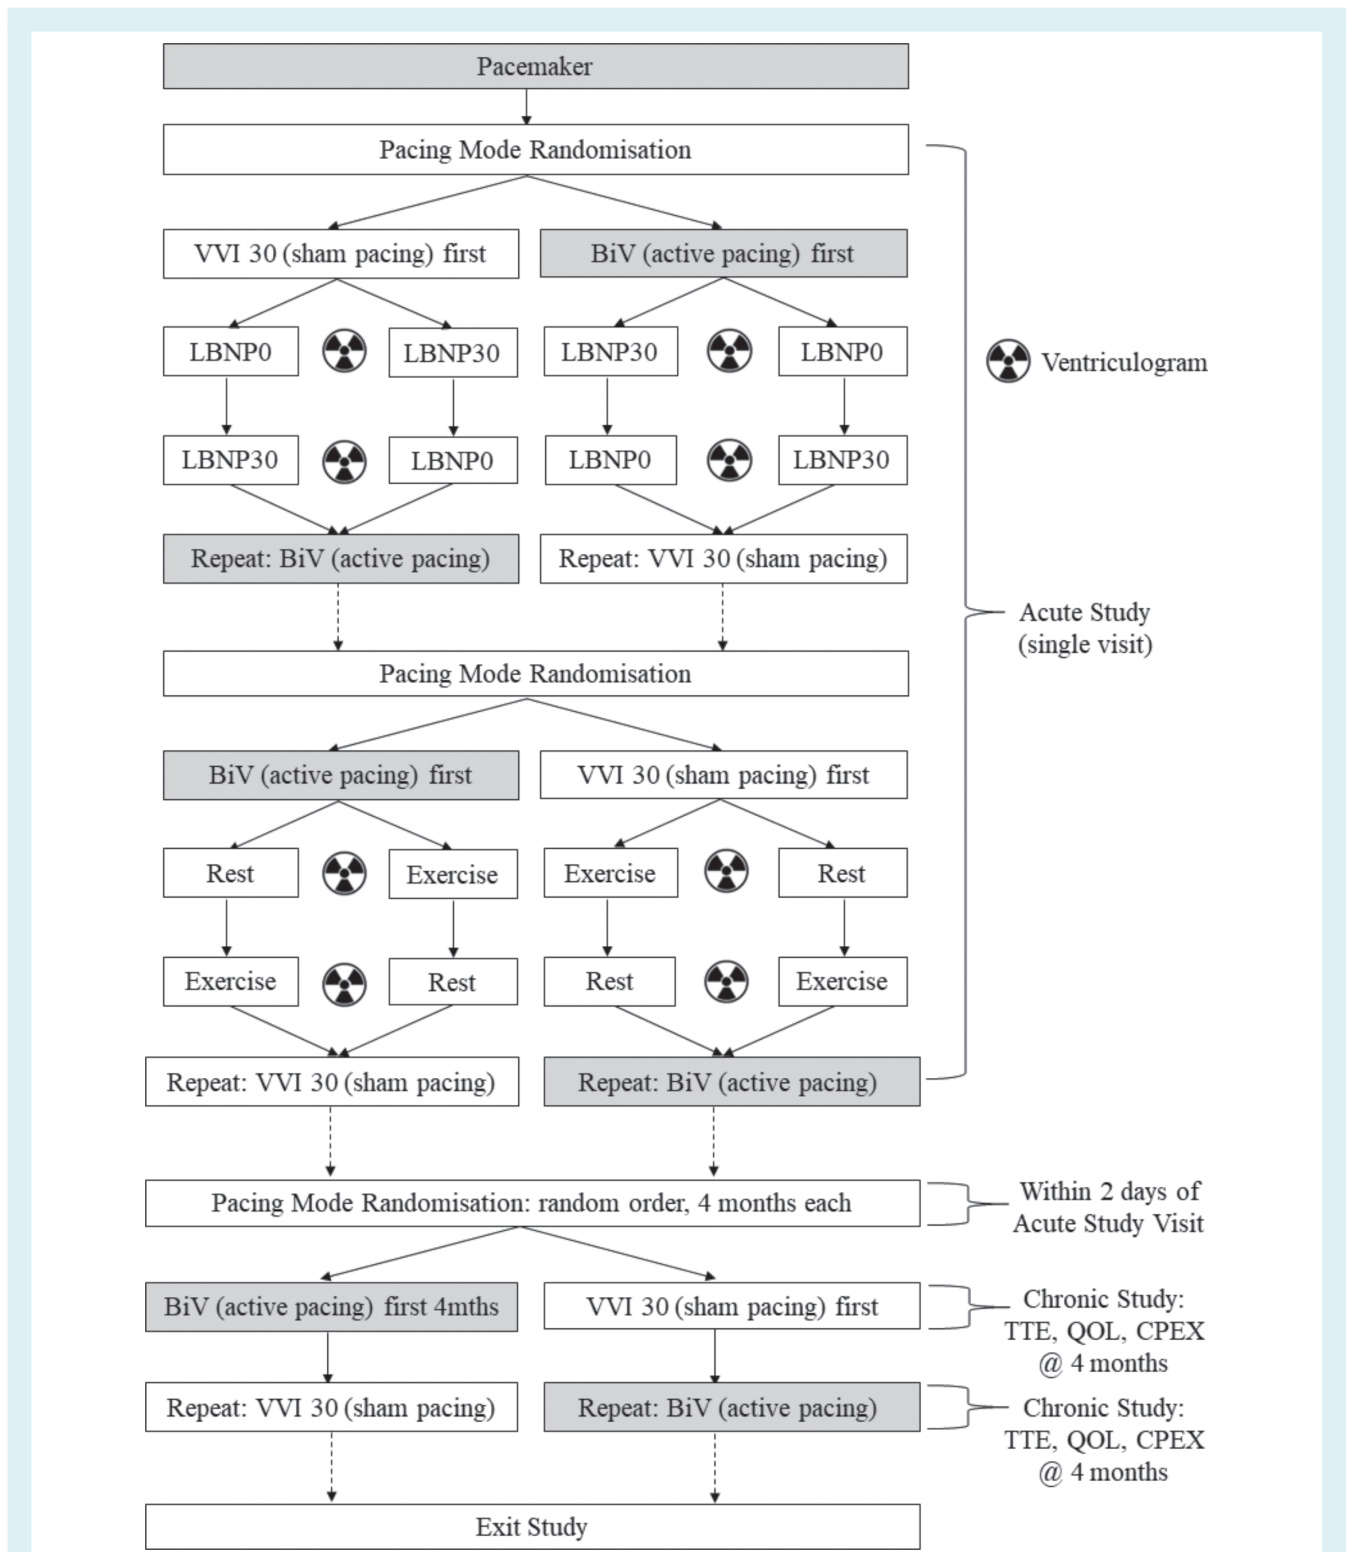 Pacemaker
Pacing Mode Randomisation
VVI 30 (sham pacing) first
BiV (active pacing) first
LBNP0
LBNP30
LBNP30
LBNP0
Ventriculogram
LBNP30
LBNP0
LBNP0
LBNP30
Repeat: BiV (active pacing)
Repeat: VVI 30 (sham pacing)
Acute Study
(single visit)
Pacing Mode Randomisation
BiV (active pacing) first
VVI 30 (sham pacing) first
Rest
Exercise
Exercise
Rest
Exercise
Rest
Rest
Exercise
Repeat: VVI 30 (sham pacing)
Repeat: BiV (active pacing)
Pacing Mode Randomisation: random order, 4 months each
Within 2 days of
Acute Study Visit
BiV (active pacing) first 4mths
VVI 30 (sham pacing) first
Chronic Study:
TTE, QOL, CPEX
@ 4 months
Repeat: VVI 30 (sham pacing)
Repeat: BiV (active pacing)
Chronic Study:
TTE, QOL, CPEX
@ 4 months
Exit Study